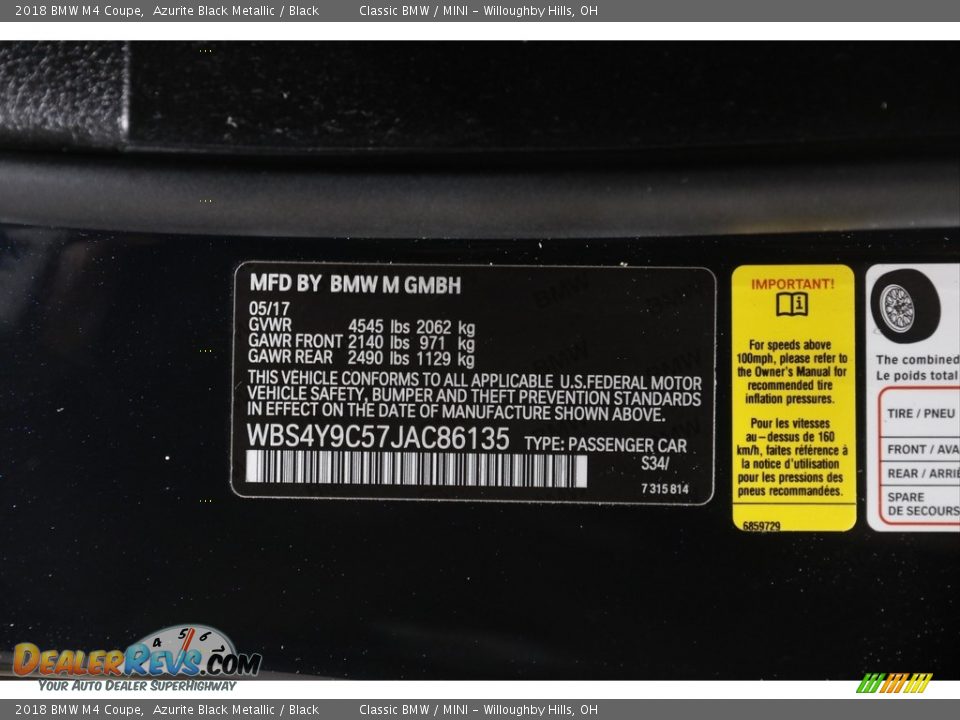 2018 BMW M4 Coupe, Azurite Black Metallic / Black Classic BMW / MINI - Willoughby Hills, OH
MFD BY BMW M GMBH
05/17
GVWR 4545 lbs 2062 kg
GAWR FRONT 2140 lbs 971 kg
GAWR REAR 2490 lbs 1129 kg
THIS VEHICLE CONFORMS TO ALL APPLICABLE U.S.FEDERAL MOTOR
VEHICLE SAFETY, BUMPER AND THEFT PREVENTION STANDARDS
IN EFFECT ON THE DATE OF MANUFACTURE SHOWN ABOVE.
WBS4Y9C57JAC86135 TYPE: PASSENGER CAR
S34/
7 315 814
IMPORTANT!
i
For speeds above
100mph, please refer to
the Owner's Manual for
recommended tire
inflation pressures.
Pour les vitesses
au-dessus de 160
km/h, faites référence à
la notice d'utilisation
pour les pressions des
pneus recommandées.
6859729
The combined
Le poids total
TIRE / PNEU
FRONT / AVA
REAR / ARRIÈ
SPARE
DE SECOURS
4 5 6
DEALERREVS.COM
YOUR AUTO DEALER SUPERHIGHWAY
2018 BMW M4 Coupe, Azurite Black Metallic / Black Classic BMW / MINI - Willoughby Hills, OH